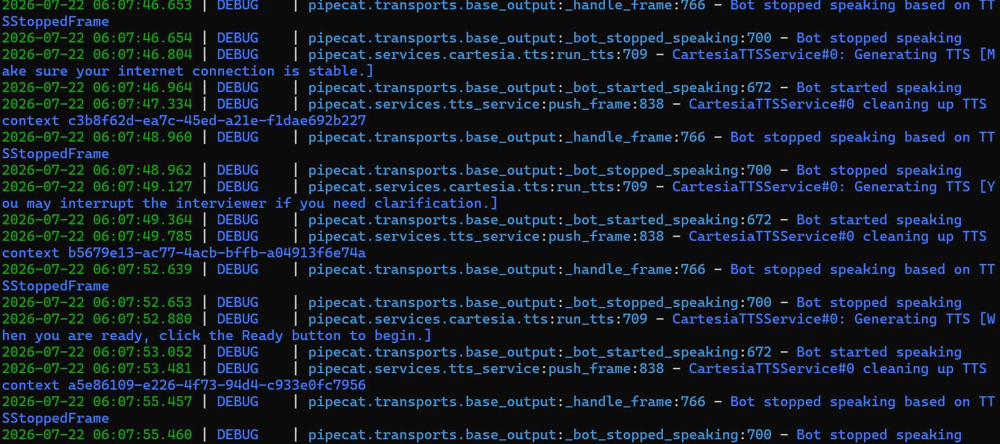 2026-07-22 06:07:46.653 | DEBUG    | pipecat.transports.base_output:_handle_frame:766 - Bot stopped speaking based on TT
SStoppedFrame
2026-07-22 06:07:46.654 | DEBUG    | pipecat.transports.base_output:_bot_stopped_speaking:700 - Bot stopped speaking
2026-07-22 06:07:46.804 | DEBUG    | pipecat.services.cartesia.tts:run_tts:709 - CartesiaTTSService#0: Generating TTS [M
ake sure your internet connection is stable.]
2026-07-22 06:07:46.964 | DEBUG    | pipecat.transports.base_output:_bot_started_speaking:672 - Bot started speaking
2026-07-22 06:07:47.334 | DEBUG    | pipecat.services.tts_service:push_frame:838 - CartesiaTTSService#0 cleaning up TTS
context c3b8f62d-ea7c-45ed-a21e-f1dae692b227
2026-07-22 06:07:48.960 | DEBUG    | pipecat.transports.base_output:_handle_frame:766 - Bot stopped speaking based on TT
SStoppedFrame
2026-07-22 06:07:48.962 | DEBUG    | pipecat.transports.base_output:_bot_stopped_speaking:700 - Bot stopped speaking
2026-07-22 06:07:49.127 | DEBUG    | pipecat.services.cartesia.tts:run_tts:709 - CartesiaTTSService#0: Generating TTS [Y
ou may interrupt the interviewer if you need clarification.]
2026-07-22 06:07:49.364 | DEBUG    | pipecat.transports.base_output:_bot_started_speaking:672 - Bot started speaking
2026-07-22 06:07:49.785 | DEBUG    | pipecat.services.tts_service:push_frame:838 - CartesiaTTSService#0 cleaning up TTS
context b5679e13-ac77-4acb-bffb-a04913f6e74a
2026-07-22 06:07:52.639 | DEBUG    | pipecat.transports.base_output:_handle_frame:766 - Bot stopped speaking based on TT
SStoppedFrame
2026-07-22 06:07:52.653 | DEBUG    | pipecat.transports.base_output:_bot_stopped_speaking:700 - Bot stopped speaking
2026-07-22 06:07:52.880 | DEBUG    | pipecat.services.cartesia.tts:run_tts:709 - CartesiaTTSService#0: Generating TTS [W
hen you are ready, click the Ready button to begin.]
2026-07-22 06:07:53.052 | DEBUG    | pipecat.transports.base_output:_bot_started_speaking:672 - Bot started speaking
2026-07-22 06:07:53.481 | DEBUG    | pipecat.services.tts_service:push_frame:838 - CartesiaTTSService#0 cleaning up TTS
context a5e86109-e226-4f73-94d4-c933e0fc7956
2026-07-22 06:07:55.457 | DEBUG    | pipecat.transports.base_output:_handle_frame:766 - Bot stopped speaking based on TT
SStoppedFrame
2026-07-22 06:07:55.460 | DEBUG    | pipecat.transports.base_output:_bot_stopped_speaking:700 - Bot stopped speaking